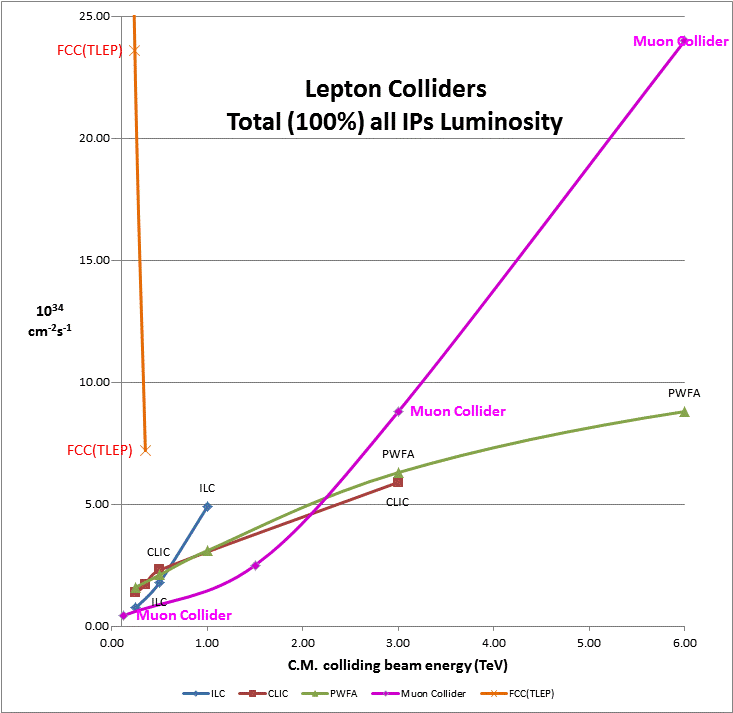 25.00
FCC(TLEP)
Muon Collider
Lepton Colliders
Total (100%) all IPs Luminosity
20.00
15.00
10³⁴
cm⁻²s⁻¹
10.00
PWFA
Muon Collider
FCC(TLEP)
PWFA
ILC
CLIC
5.00
CLIC
ILC
Muon Collider
0.00
0.00 1.00 2.00 3.00 4.00 5.00 6.00
C.M. colliding beam energy (TeV)
ILC CLIC PWFA Muon Collider FCC(TLEP)